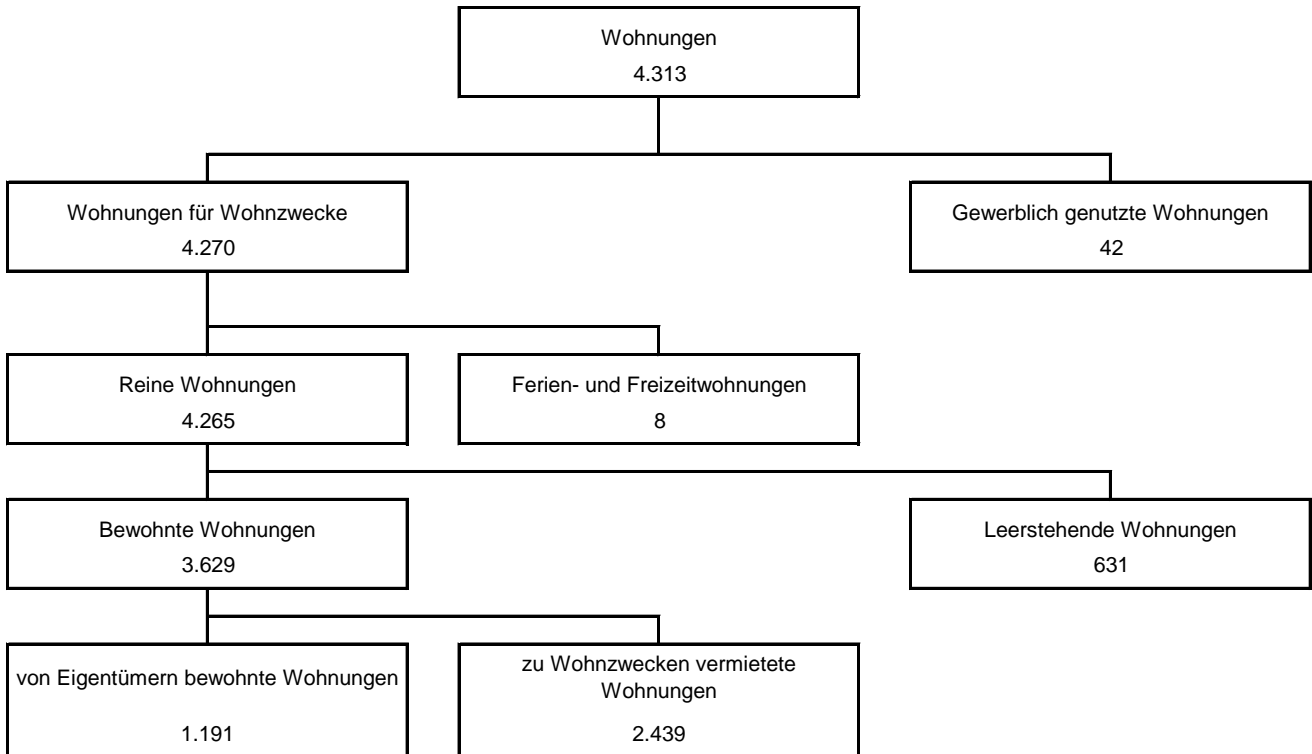 Wohnungen
4.313
Wohnungen für Wohnzwecke
4.270
Gewerblich genutzte Wohnungen
42
Reine Wohnungen
4.265
Ferien- und Freizeitwohnungen
8
Bewohnte Wohnungen
3.629
Leerstehende Wohnungen
631
von Eigentümern bewohnte Wohnungen
1.191
zu Wohnzwecken vermietete
Wohnungen
2.439